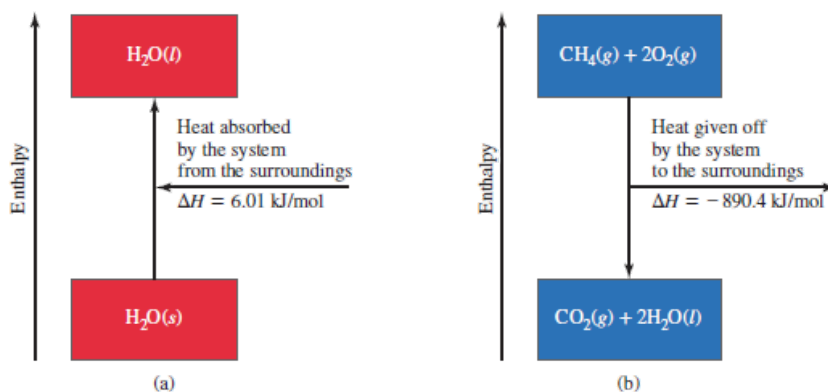 Enthalpy
H₂O(l)
Heat absorbed
by the system
from the surroundings
ΔH = 6.01 kJ/mol
H₂O(s)
(a)
Enthalpy
CH₄(g) + 2O₂(g)
Heat given off
by the system
to the surroundings
ΔH = − 890.4 kJ/mol
CO₂(g) + 2H₂O(l)
(b)